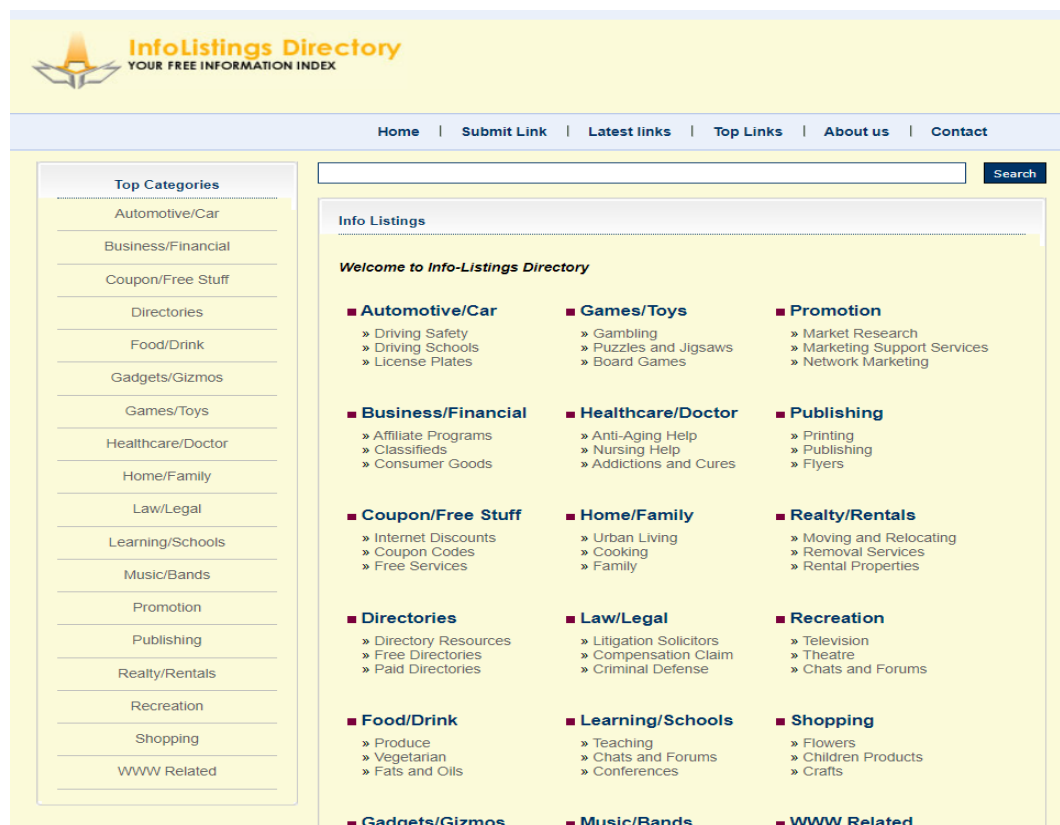 InfoListings Directory
YOUR FREE INFORMATION INDEX
Home | Submit Link | Latest links | Top Links | About us | Contact
Top Categories
Automotive/Car
Business/Financial
Coupon/Free Stuff
Directories
Food/Drink
Gadgets/Gizmos
Games/Toys
Healthcare/Doctor
Home/Family
Law/Legal
Learning/Schools
Music/Bands
Promotion
Publishing
Realty/Rentals
Recreation
Shopping
WWW Related
Search
Info Listings
Welcome to Info-Listings Directory
Automotive/Car
» Driving Safety
» Driving Schools
» License Plates
Games/Toys
» Gambling
» Puzzles and Jigsaws
» Board Games
Promotion
» Market Research
» Marketing Support Services
» Network Marketing
Business/Financial
» Affiliate Programs
» Classifieds
» Consumer Goods
Healthcare/Doctor
» Anti-Aging Help
» Nursing Help
» Addictions and Cures
Publishing
» Printing
» Publishing
» Flyers
Coupon/Free Stuff
» Internet Discounts
» Coupon Codes
» Free Services
Home/Family
» Urban Living
» Cooking
» Family
Realty/Rentals
» Moving and Relocating
» Removal Services
» Rental Properties
Directories
» Directory Resources
» Free Directories
» Paid Directories
Law/Legal
» Litigation Solicitors
» Compensation Claim
» Criminal Defense
Recreation
» Television
» Theatre
» Chats and Forums
Food/Drink
» Produce
» Vegetarian
» Fats and Oils
Learning/Schools
» Teaching
» Chats and Forums
» Conferences
Shopping
» Flowers
» Children Products
» Crafts
Gadgets/Gizmos
Music/Bands
WWW Related